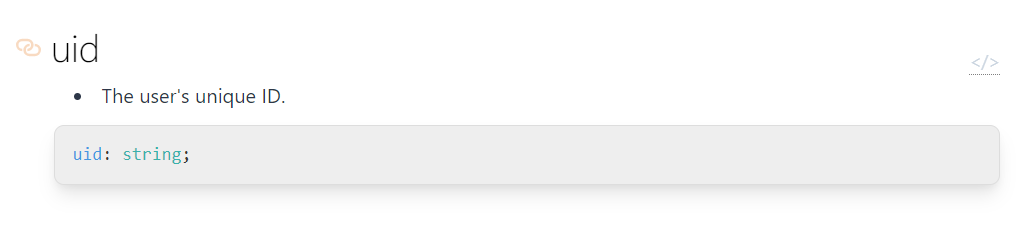 uid
</>
• The user's unique ID.
uid: string;